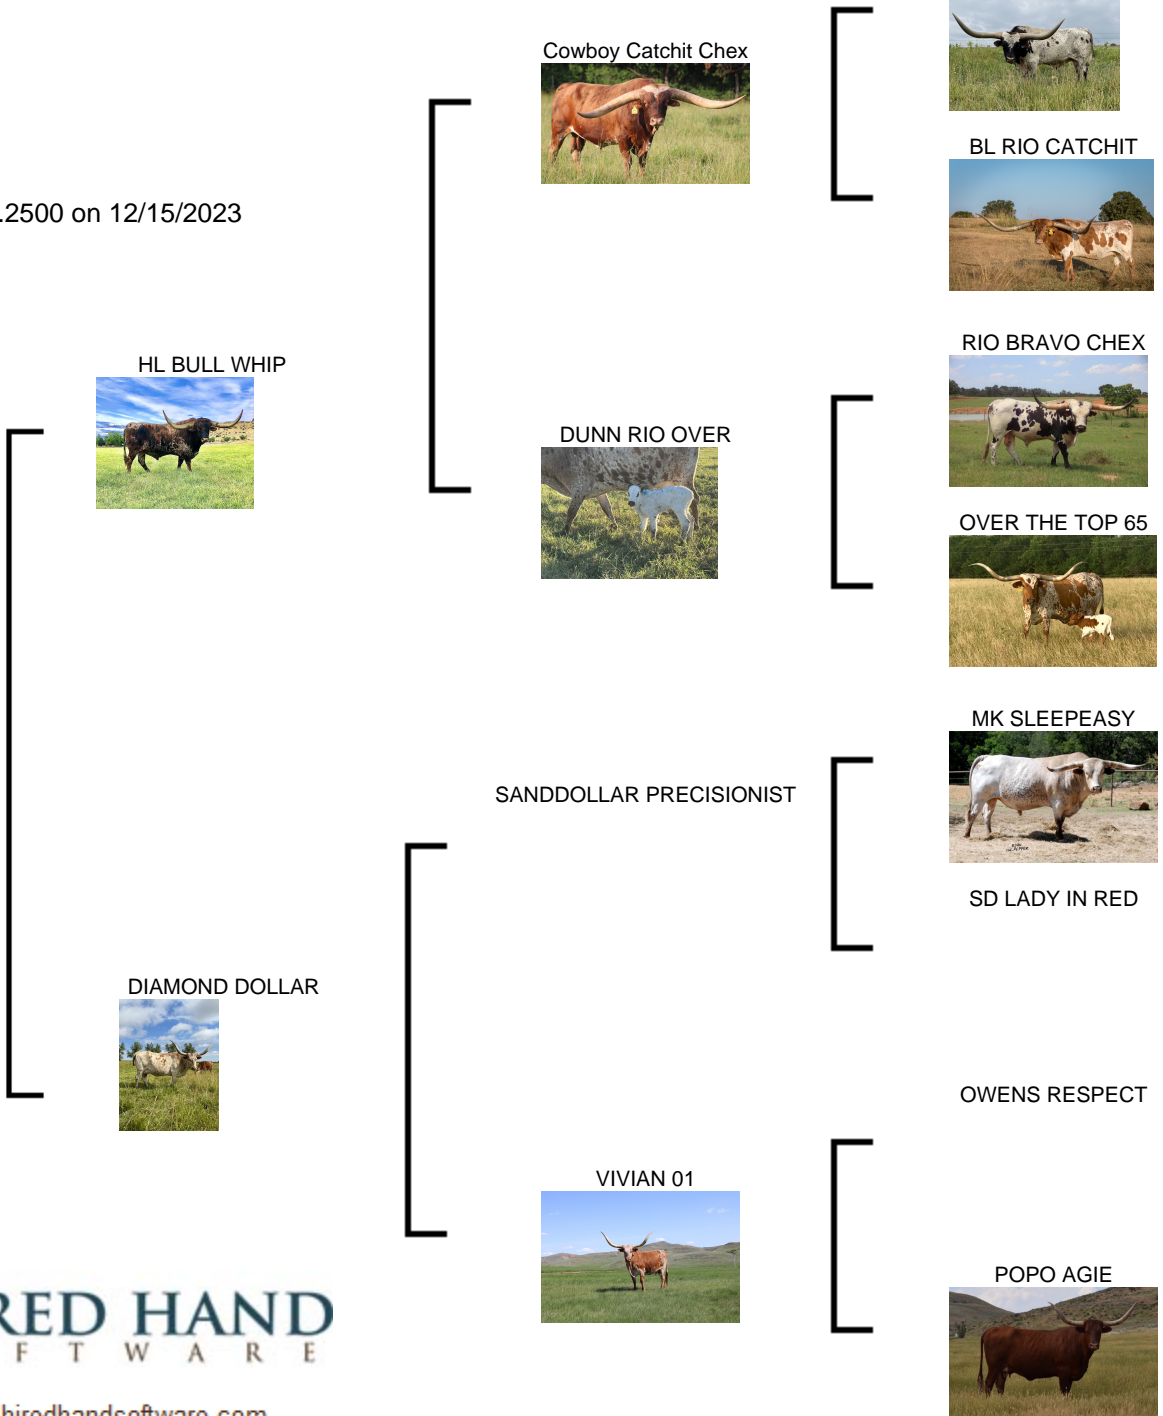 Cowboy Catchit Chex
BL RIO CATCHIT
.2500 on 12/15/2023
RIO BRAVO CHEX
HL BULL WHIP
DUNN RIO OVER
OVER THE TOP 65
MK SLEEPEASY
SANDDOLLAR PRECISIONIST
SD LADY IN RED
DIAMOND DOLLAR
OWENS RESPECT
VIVIAN 01
POPO AGIE
RED HAND
F T W A R E
hiredhandsoftware.com